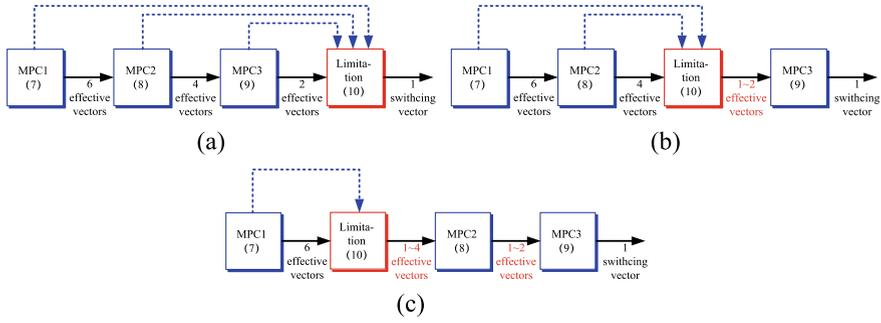 MPC1
(7)
6
effective
vectors
MPC2
(8)
4
effective
vectors
MPC3
(9)
2
effective
vectors
Limita-
tion
(10)
1
swithcing
vector
(a)
MPC1
(7)
6
effective
vectors
MPC2
(8)
4
effective
vectors
Limita-
tion
(10)
1~2
effective
vectors
MPC3
(9)
1
swithcing
vector
(b)
MPC1
(7)
6
effective
vectors
Limita-
tion
(10)
1~4
effective
vectors
MPC2
(8)
1~2
effective
vectors
MPC3
(9)
1
swithcing
vector
(c)